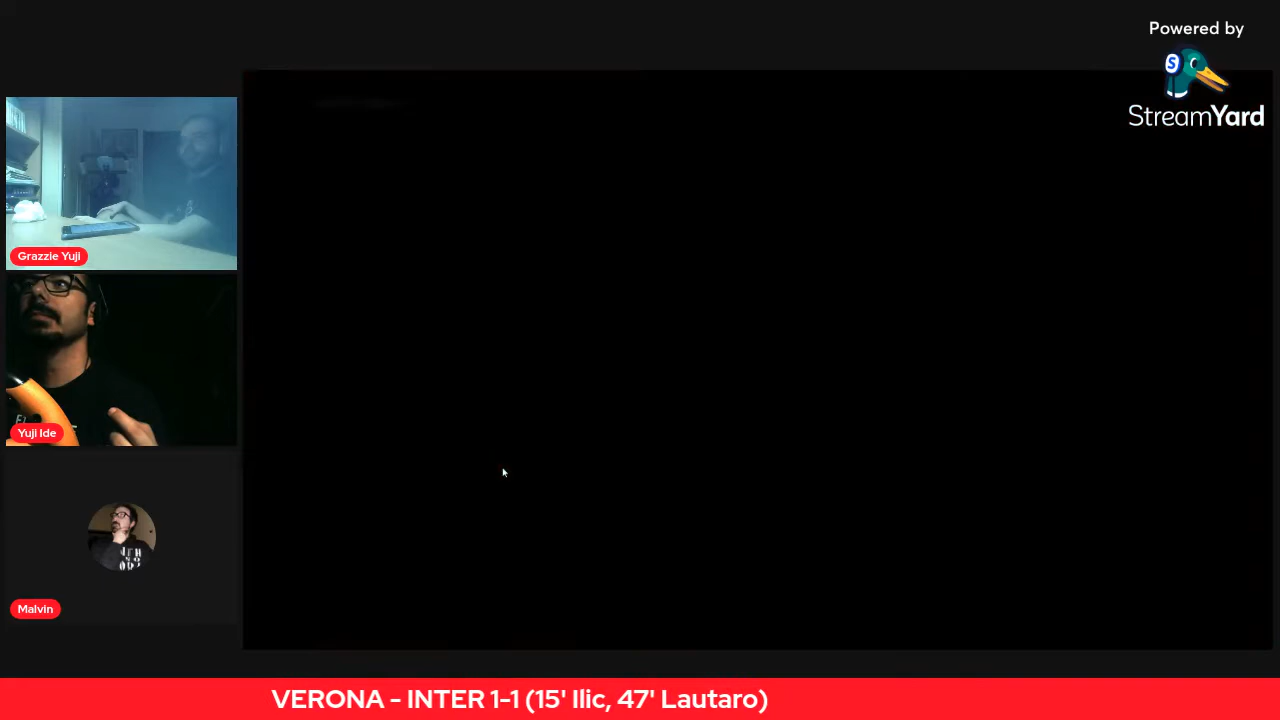 Powered by
StreamYard
Grazzie Yuji
Yuji Ide
Malvin
VERONA - INTER 1-1 (15' Ilic, 47' Lautaro)